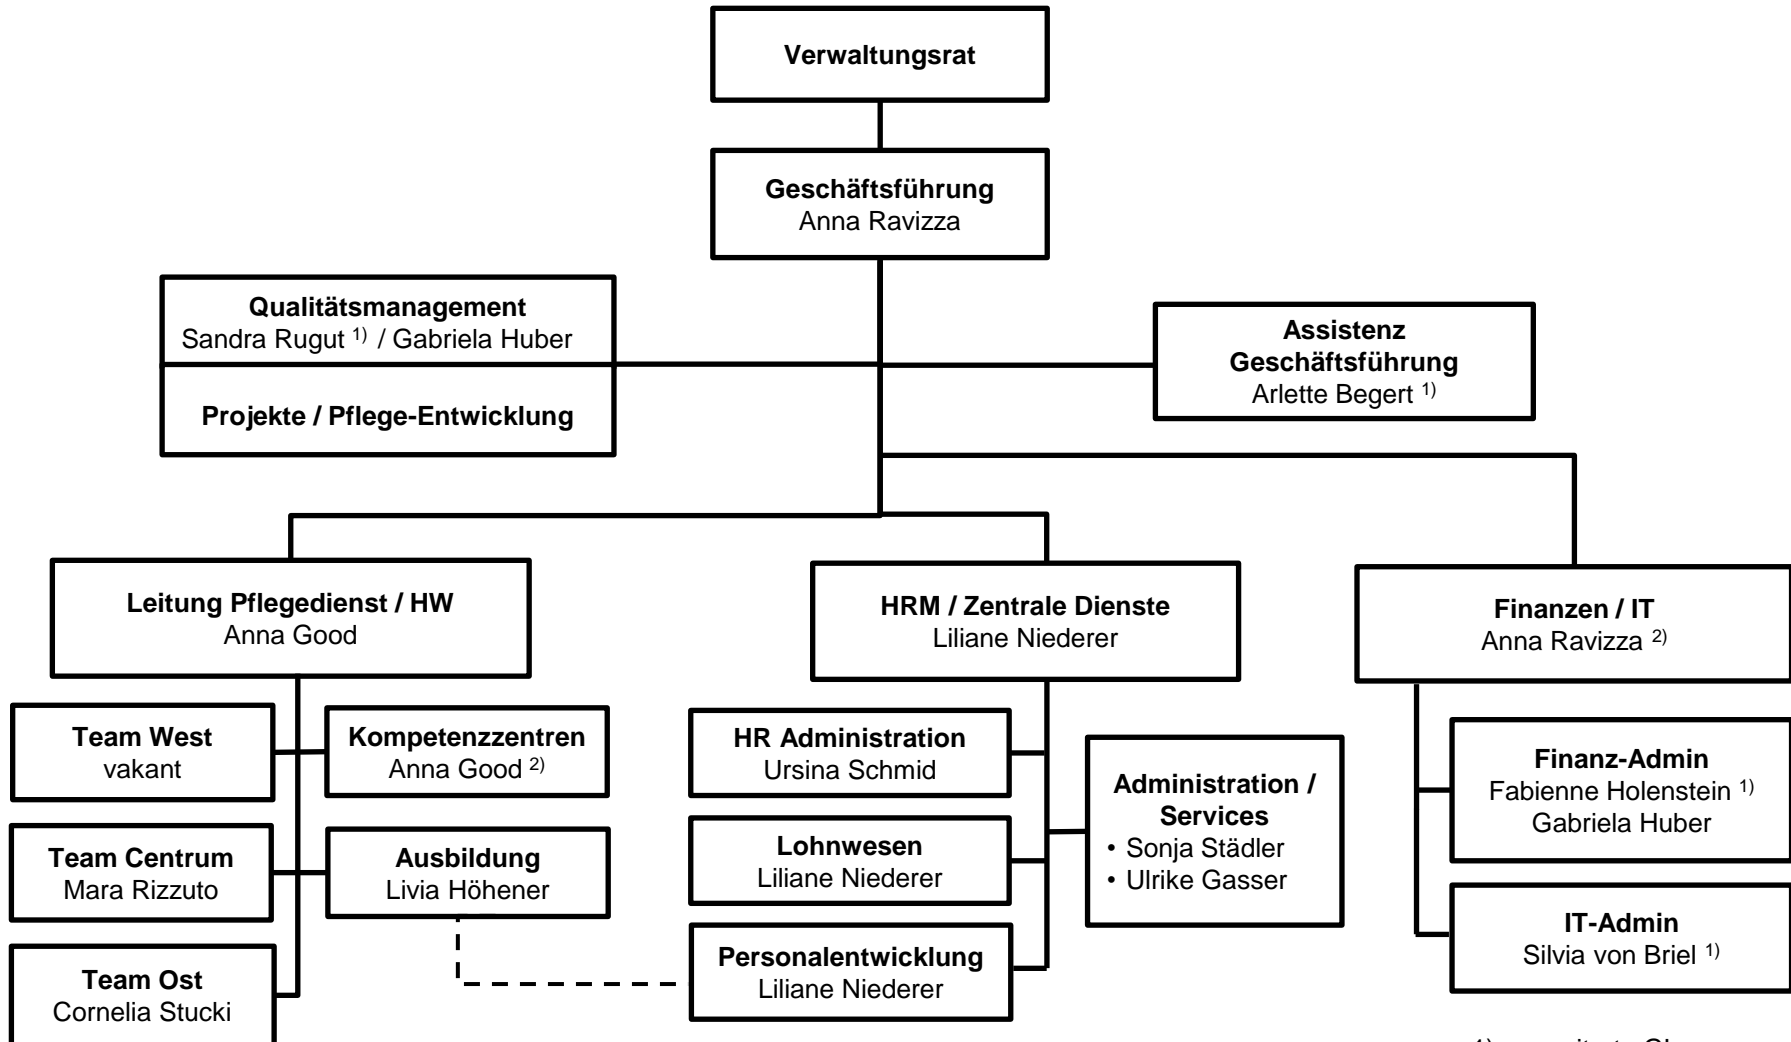 Verwaltungsrat
Geschäftsführung
Anna Ravizza
Qualitätsmanagement
Sandra Rugut 1) / Gabriela Huber
Projekte / Pflege-Entwicklung
Assistenz
Geschäftsführung
Arlette Begert 1)
Leitung Pflegedienst / HW
Anna Good
HRM / Zentrale Dienste
Liliane Niederer
Finanzen / IT
Anna Ravizza 2)
Team West
vakant
Kompetenzzentren
Anna Good 2)
Team Centrum
Mara Rizzuto
Ausbildung
Livia Höhener
Team Ost
Cornelia Stucki
HR Administration
Ursina Schmid
Lohnwesen
Liliane Niederer
Personalentwicklung
Liliane Niederer
Administration /
Services
• Sonja Städler
• Ulrike Gasser
Finanz-Admin
Fabienne Holenstein 1)
Gabriela Huber
IT-Admin
Silvia von Briel 1)